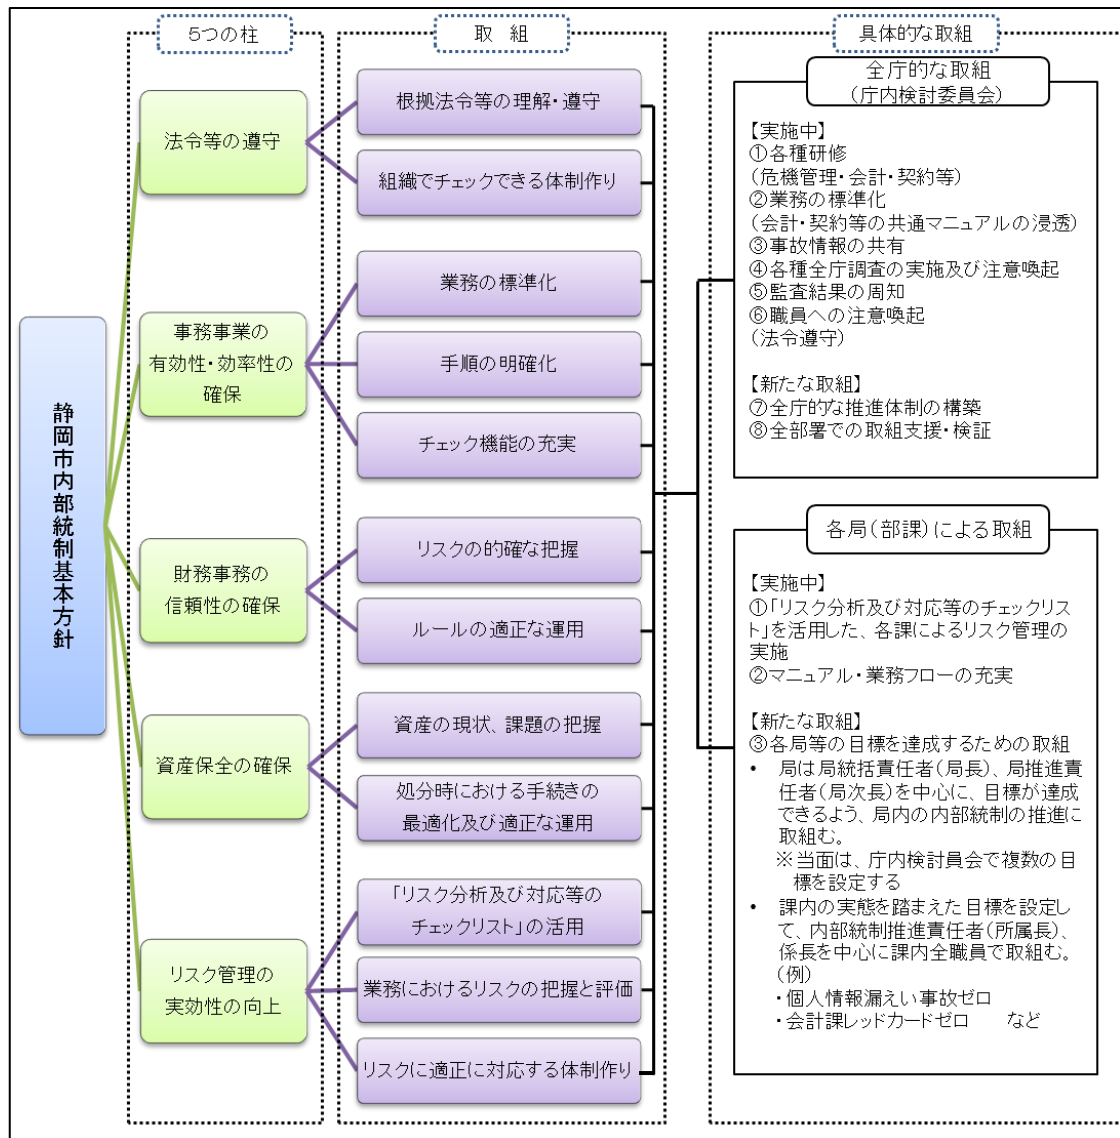 5つの柱
取 組
具体的な取組
静岡市内部統制基本方針
法令等の遵守
事務事業の
有効性・効率性の
確保
財務事務の
信頼性の確保
資産保全の確保
リスク管理の
実効性の向上
根拠法令等の理解・遵守
組織でチェックできる体制作り
業務の標準化
手順の明確化
チェック機能の充実
リスクの的確な把握
ルールの適正な運用
資産の現状、課題の把握
処分時における手続きの
最適化及び適正な運用
「リスク分析及び対応等の
チェックリスト」の活用
業務におけるリスクの把握と評価
リスクに適正に対応する体制作り
全庁的な取組
(庁内検討委員会)
【実施中】
①各種研修
(危機管理・会計・契約等)
②業務の標準化
(会計・契約等の共通マニュアルの浸透)
③事故情報の共有
④各種全庁調査の実施及び注意喚起
⑤監査結果の周知
⑥職員への注意喚起
(法令遵守)
【新たな取組】
⑦全庁的な推進体制の構築
⑧全部署での取組支援・検証
各局(部課)による取組
【実施中】
①「リスク分析及び対応等のチェックリス
ト」を活用した、各課によるリスク管理の
実施
②マニュアル・業務フローの充実
【新たな取組】
③各局等の目標を達成するための取組
• 局は局統括責任者(局長)、局推進責
任者(局次長)を中心に、目標が達成
できるよう、局内の内部統制の推進に
取組む。
※当面は、庁内検討員会で複数の目
標を設定する
• 課内の実態を踏まえた目標を設定し
て、内部統制推進責任者(所属長)、
係長を中心に課内全職員で取組む。
(例)
・個人情報漏えい事故ゼロ
・会計課レッドカードゼロ など